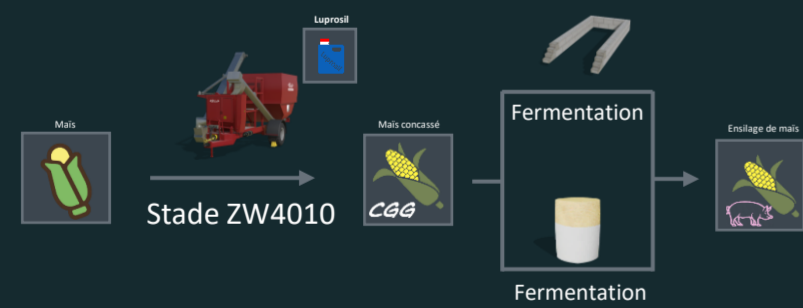 Luprosil
Maïs
Stade ZW4010
Maïs concassé
CGG
Fermentation
Fermentation
Ensilage de maïs